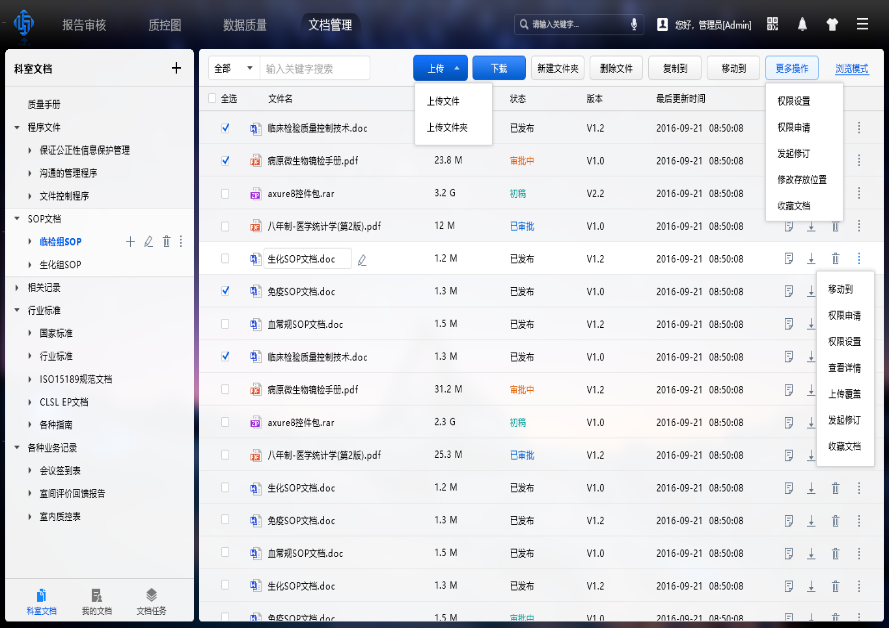 报告审核 质控图 数据质量 文档管理 请输入关键字... 您好，管理员[Admin]
科室文档
质量手册
程序文件
保证公正性信息保护管理
沟通的管理程序
文件控制程序
SOP文档
临检组SOP
生化组SOP
相关记录
行业标准
国家标准
行业标准
ISO15189规范文档
CLSL EP文档
各种指南
各种业务记录
会议签到表
室间评价回馈报告
室内质控表
科室文档 我的文档 文档任务
全部 输入关键字搜索 上传 下载 新建文件夹 删除文件 复制到 移动到 更多操作 浏览模式
上传文件
上传文件夹
权限设置
权限申请
发起修订
修改存放位置
收藏文档
全选 文件名 状态 版本 最后更新时间
临床检验质量控制技术.doc 已发布 V1.2 2016-09-21 08:50:08
病原微生物镜检手册.pdf 23.8 M 审批中 V1.0 2016-09-21 08:50:08
axure8控件包.rar 3.2 G 初稿 V2.2 2016-09-21 08:50:08
八年制-医学统计学(第2版).pdf 12 M 已审批 V1.0 2016-09-21 08:50:08
生化SOP文档.doc 1.2 M 已发布 V1.2 2016-09-21 08:50:08
免疫SOP文档.doc 1.3 M 已发布 V1.0 2016-09-21 08:50:08
血常规SOP文档.doc 1.5 M 已发布 V1.2 2016-09-21 08:50:08
临床检验质量控制技术.doc 1.3 M 已发布 V1.0 2016-09-21 08:50:08
病原微生物镜检手册.pdf 31.2 M 审批中 V1.2 2016-09-21 08:50:08
axure8控件包.rar 2.3 G 初稿 V1.0 2016-09-21 08:50:08
八年制-医学统计学(第2版).pdf 25.3 M 已审批 V1.2 2016-09-21 08:50:08
生化SOP文档.doc 1.2 M 已发布 V1.0 2016-09-21 08:50:08
免疫SOP文档.doc 1.3 M 已发布 V1.2 2016-09-21 08:50:08
血常规SOP文档.doc 1.5 M 已发布 V1.0 2016-09-21 08:50:08
生化SOP文档.doc 1.3 M 已发布 V1.2 2016-09-21 08:50:08
免疫SOP文档.doc 1.5 M 审批中 V1.0 2016-09-21 08:50:08
移动到
权限申请
权限设置
查看详情
上传覆盖
发起修订
收藏文档